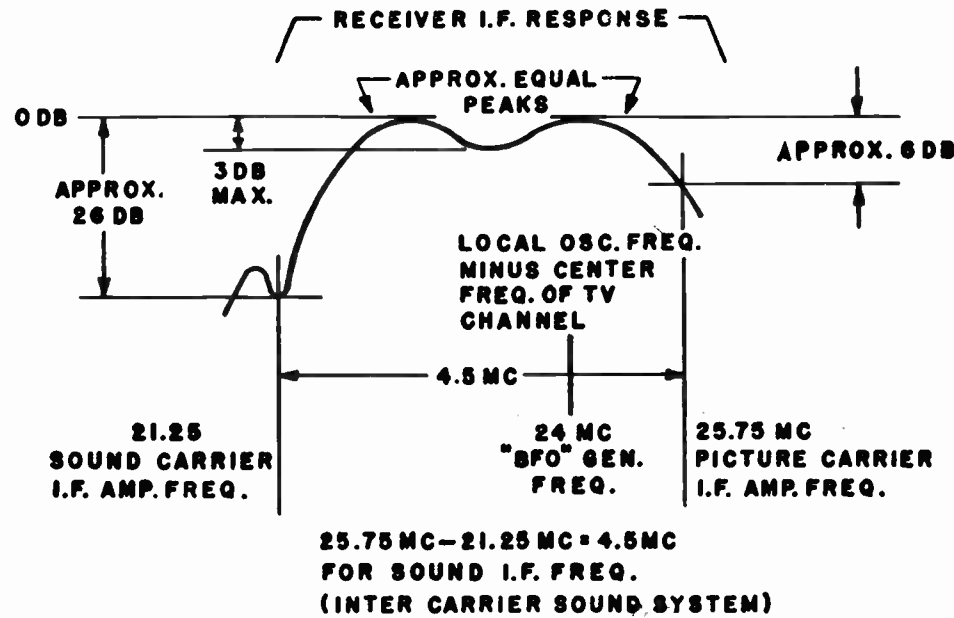 RECEIVER I.F. RESPONSE
APPROX. EQUAL
PEAKS
0 DB
3 DB
MAX.
APPROX.
26 DB
APPROX. 6 DB
LOCAL OSC. FREQ.
MINUS CENTER
FREQ. OF TV
CHANNEL
4.5 MC
21.25
SOUND CARRIER
I.F. AMP. FREQ.
24 MC
"BFO" GEN.
FREQ.
25.75 MC
PICTURE CARRIER
I.F. AMP. FREQ.
25.75 MC-21.25 MC = 4.5MC
FOR SOUND I.F. FREQ.
(INTER CARRIER SOUND SYSTEM)